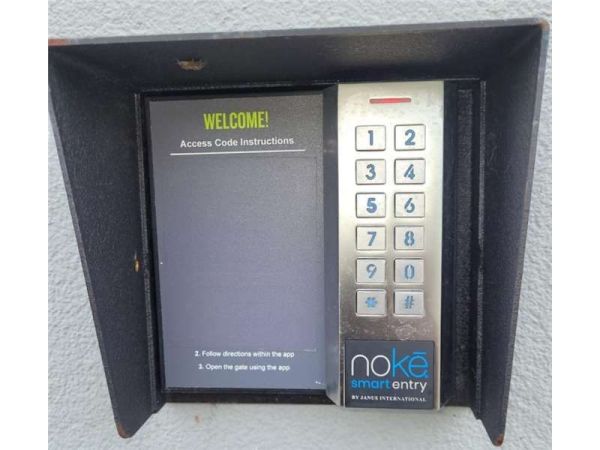 WELCOME!
Access Code Instructions
2. Follow directions within the app
3. Open the gate using the app
1 2
3 4
5 6
7 8
9 0
* #
nokē
smart entry
BY JANUS INTERNATIONAL